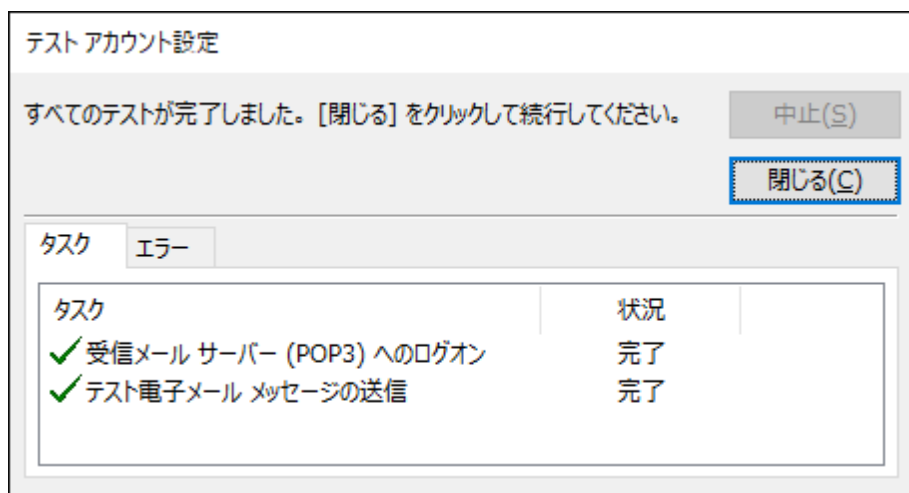 テスト アカウント設定
すべてのテストが完了しました。[閉じる] をクリックして続行してください。
中止(S)
閉じる(C)
タスク エラー
タスク 状況
受信メール サーバー (POP3) へのログオン 完了
テスト電子メール メッセージの送信 完了